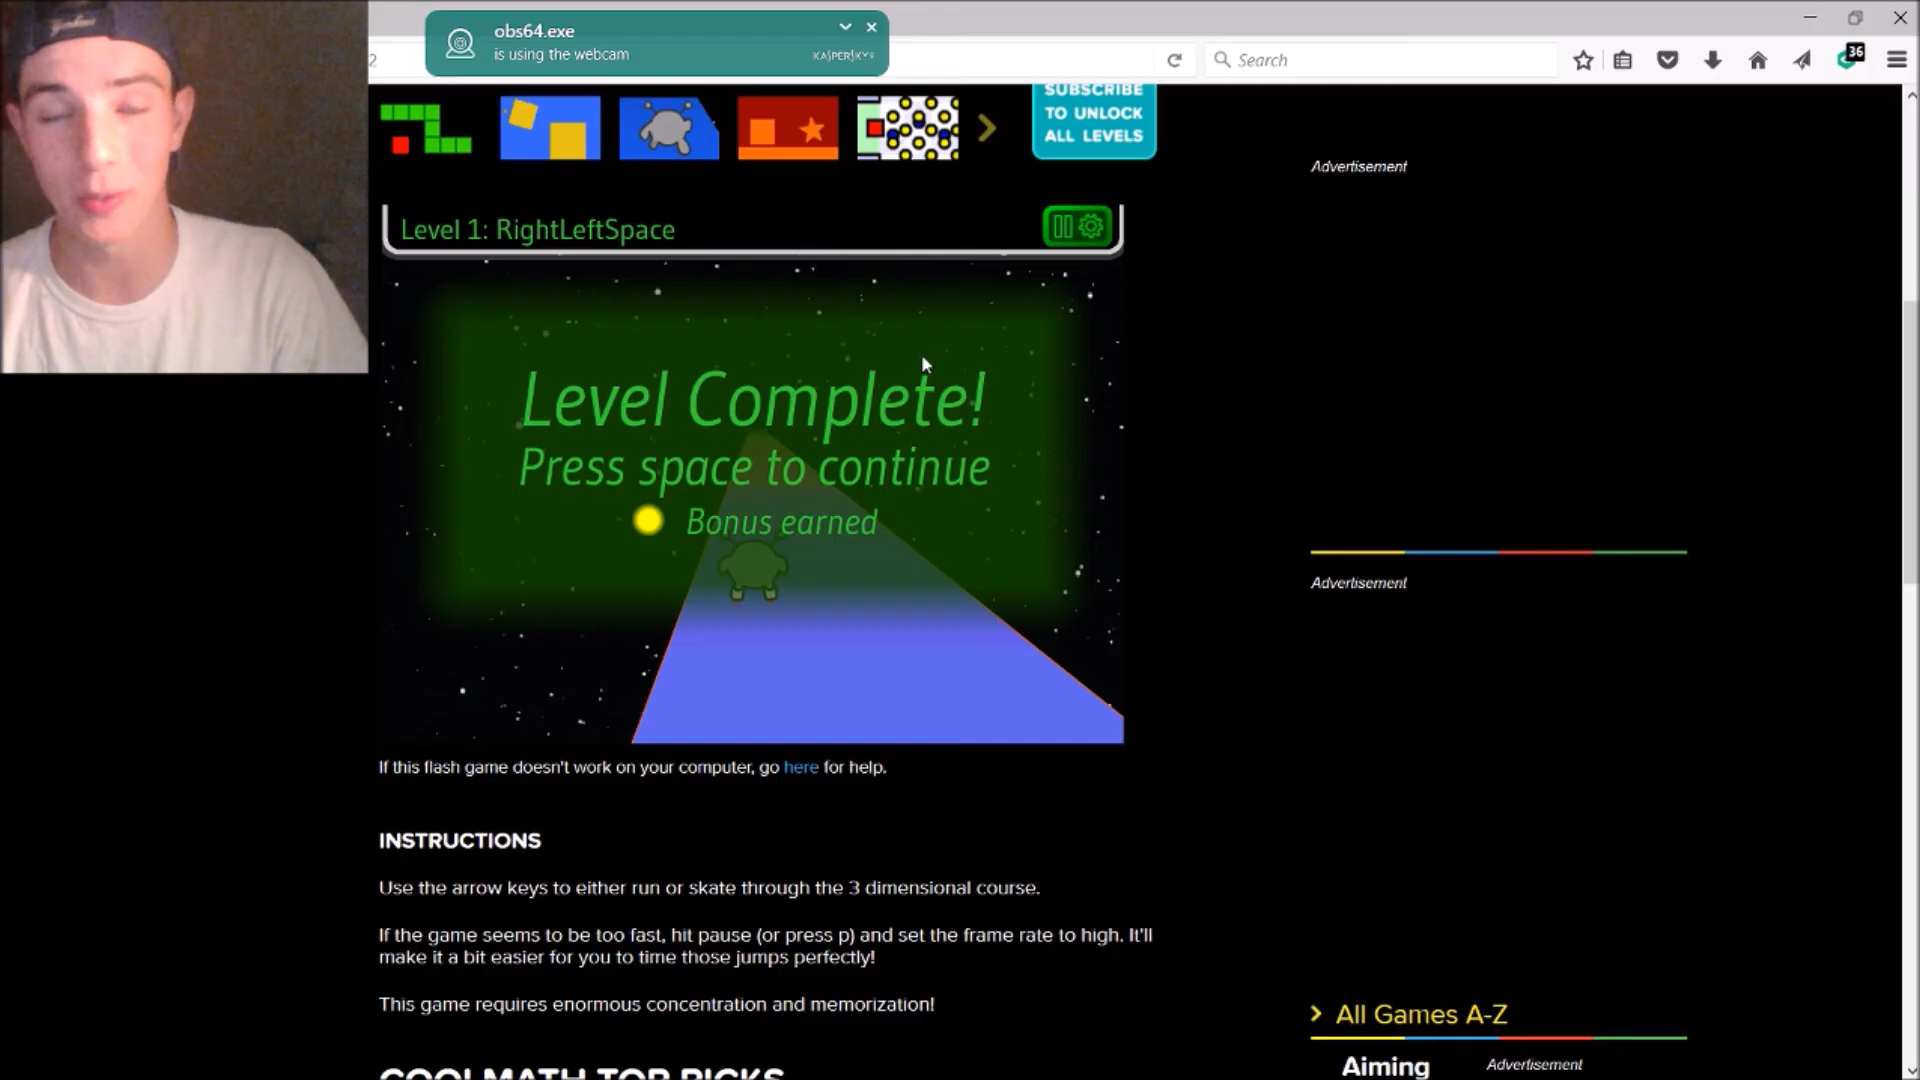 obs64.exe
is using the webcam
KASPERSKY
2
Search
36
SUBSCRIBE
TO UNLOCK
ALL LEVELS
Advertisement
Level 1: RightLeftSpace
Level Complete!
Press space to continue
Bonus earned
Advertisement
If this flash game doesn't work on your computer, go here for help.
INSTRUCTIONS
Use the arrow keys to either run or skate through the 3 dimensional course.
If the game seems to be too fast, hit pause (or press p) and set the frame rate to high. It'll
make it a bit easier for you to time those jumps perfectly!
This game requires enormous concentration and memorization!
All Games A-Z
COOLMATH TOP PICKS
Aiming
Advertisement